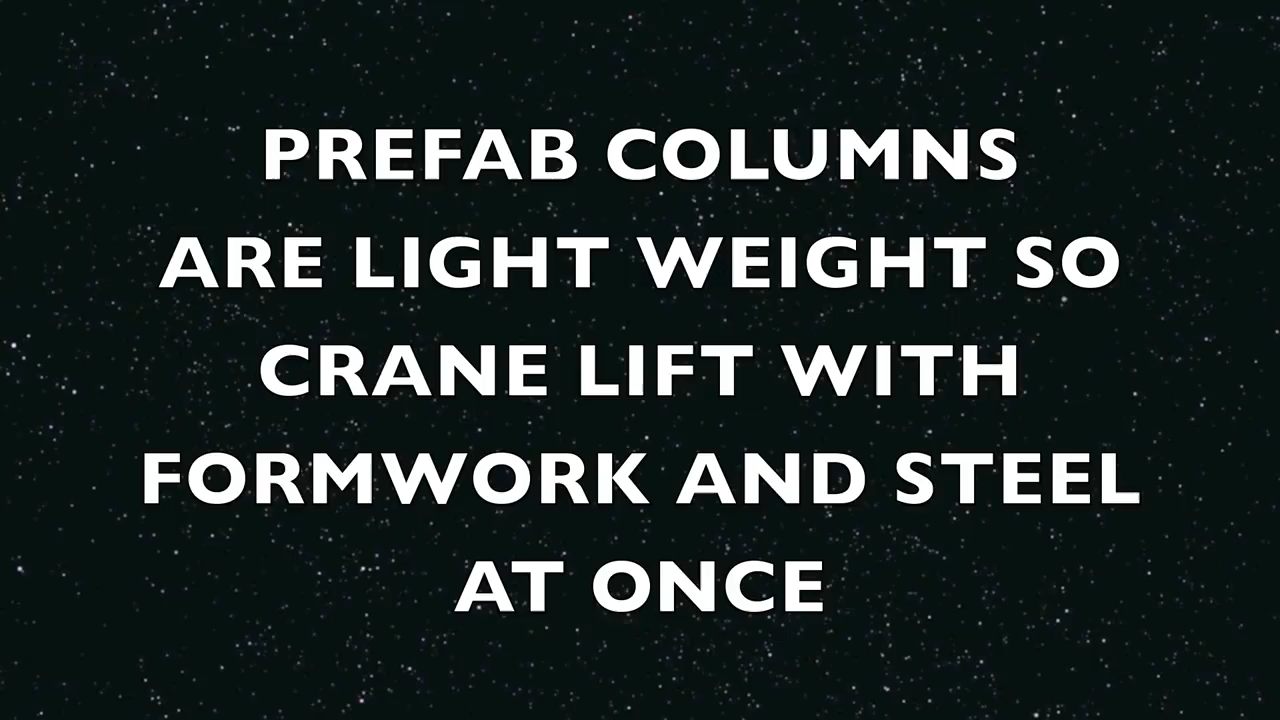 PREFAB COLUMNS
ARE LIGHT WEIGHT SO
CRANE LIFT WITH
FORMWORK AND STEEL
AT ONCE